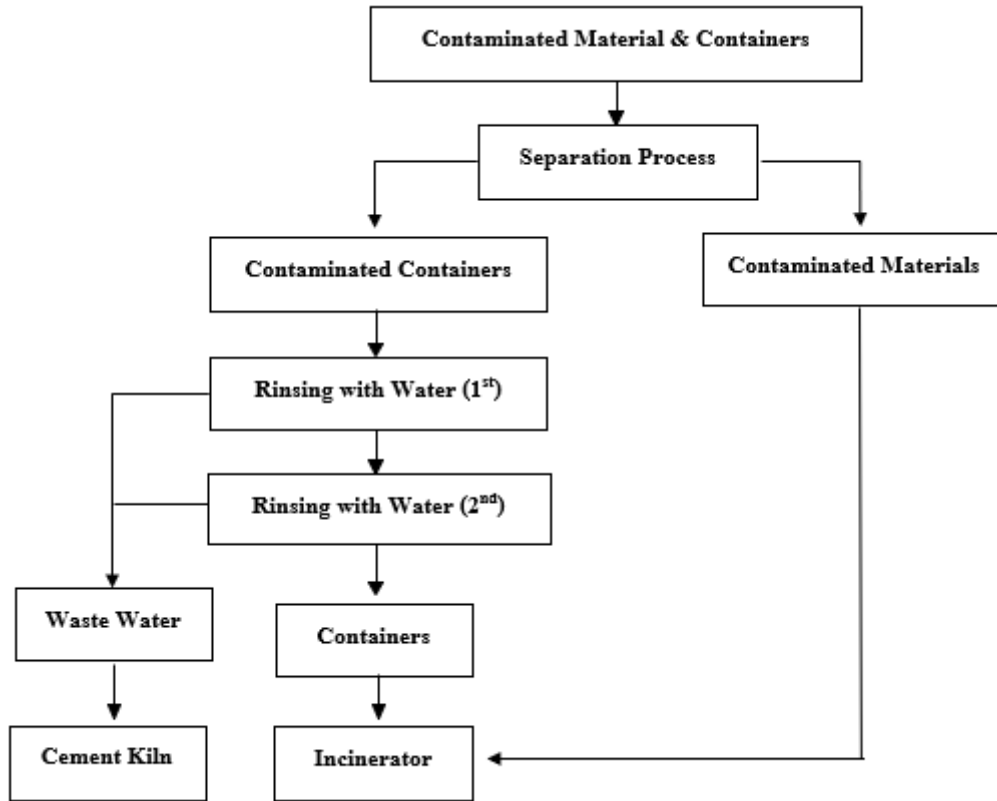 Contaminated Material & Containers
Separation Process
Contaminated Containers
Contaminated Materials
Rinsing with Water (1st)
Rinsing with Water (2nd)
Waste Water
Containers
Cement Kiln
Incinerator